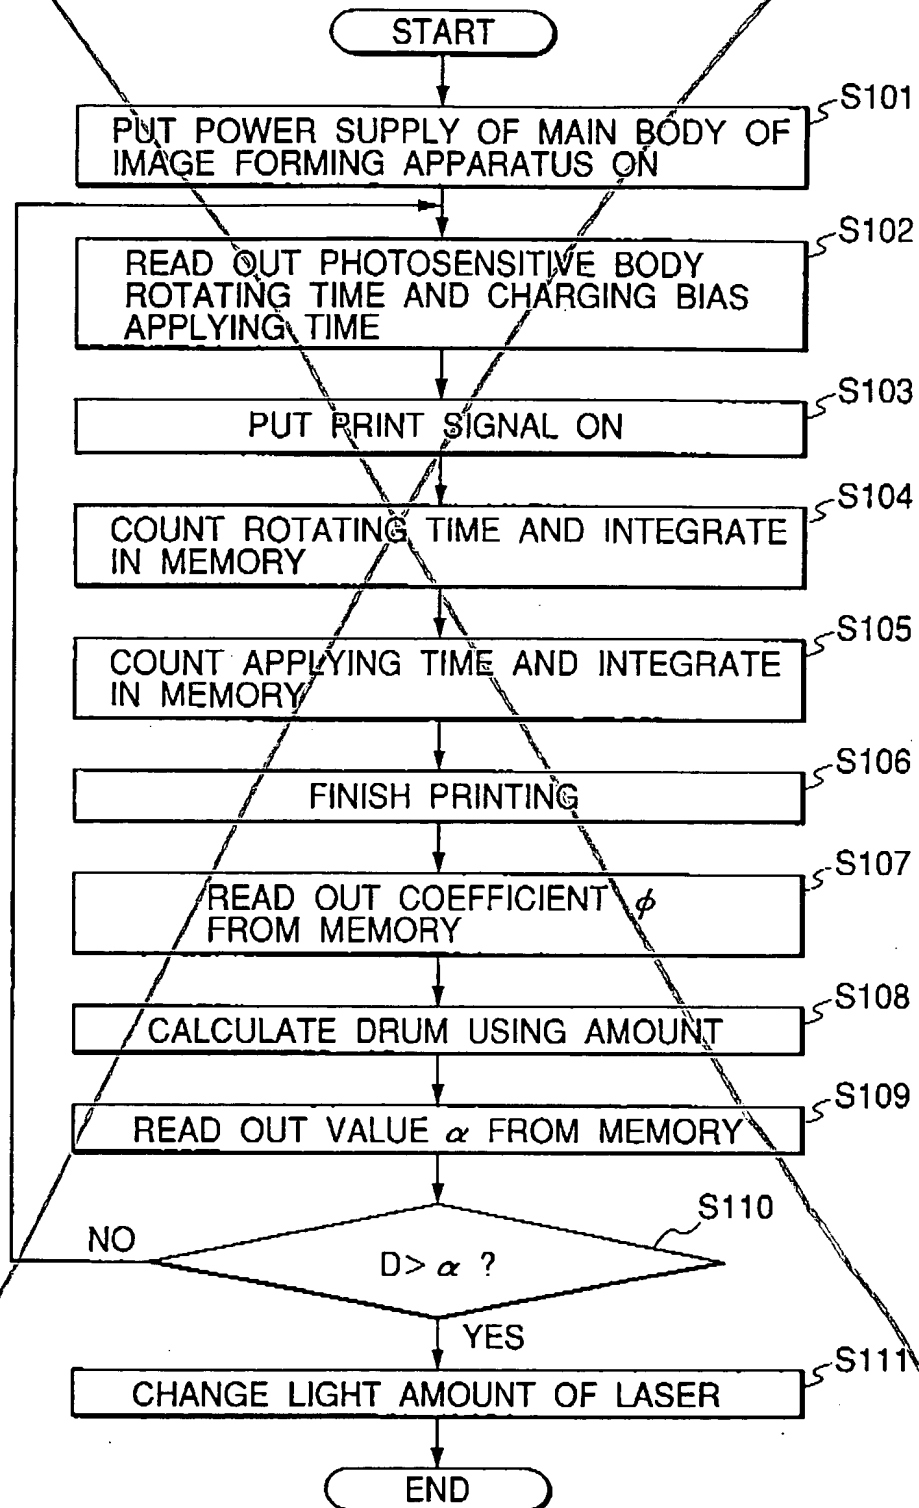 START
S101
PUT POWER SUPPLY OF MAIN BODY OF
IMAGE FORMING APPARATUS ON
S102
READ OUT PHOTOSENSITIVE BODY
ROTATING TIME AND CHARGING BIAS
APPLYING TIME
S103
PUT PRINT SIGNAL ON
S104
COUNT ROTATING TIME AND INTEGRATE
IN MEMORY
S105
COUNT APPLYING TIME AND INTEGRATE
IN MEMORY
S106
FINISH PRINTING
S107
READ OUT COEFFICIENT ϕ
FROM MEMORY
S108
CALCULATE DRUM USING AMOUNT
S109
READ OUT VALUE α FROM MEMORY
S110
NO
D> α ?
YES
S111
CHANGE LIGHT AMOUNT OF LASER
END